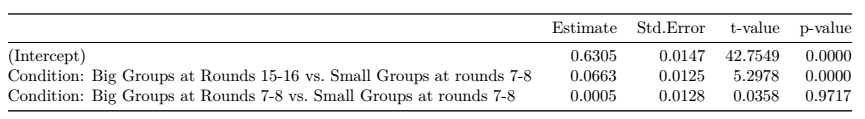 Estimate Std.Error t-value p-value
(Intercept) 0.6305 0.0147 42.7549 0.0000
Condition: Big Groups at Rounds 15-16 vs. Small Groups at rounds 7-8 0.0663 0.0125 5.2978 0.0000
Condition: Big Groups at Rounds 7-8 vs. Small Groups at rounds 7-8 0.0005 0.0128 0.0358 0.9717